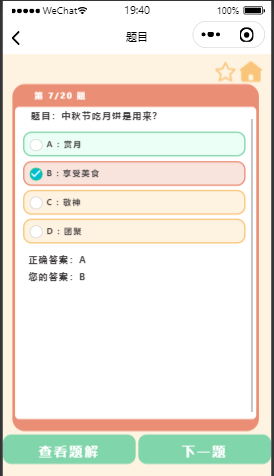 WeChat 19:40 100%
题目
第 7/20 题
题目：中秋节吃月饼是用来?
A：赏月
B：享受美食
C：敬神
D：团聚
正确答案：A
您的答案：B
查看题解 下一题